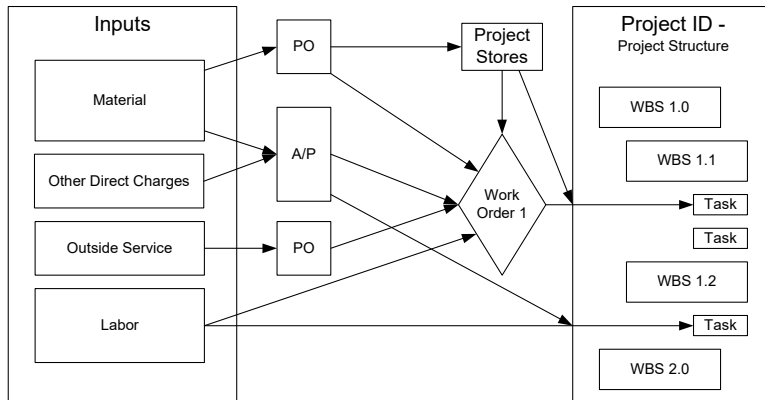 Inputs
Material
Other Direct Charges
Outside Service
Labor
PO
A/P
PO
Project
Stores
Work
Order 1
Project ID -
Project Structure
WBS 1.0
WBS 1.1
Task
Task
WBS 1.2
Task
WBS 2.0